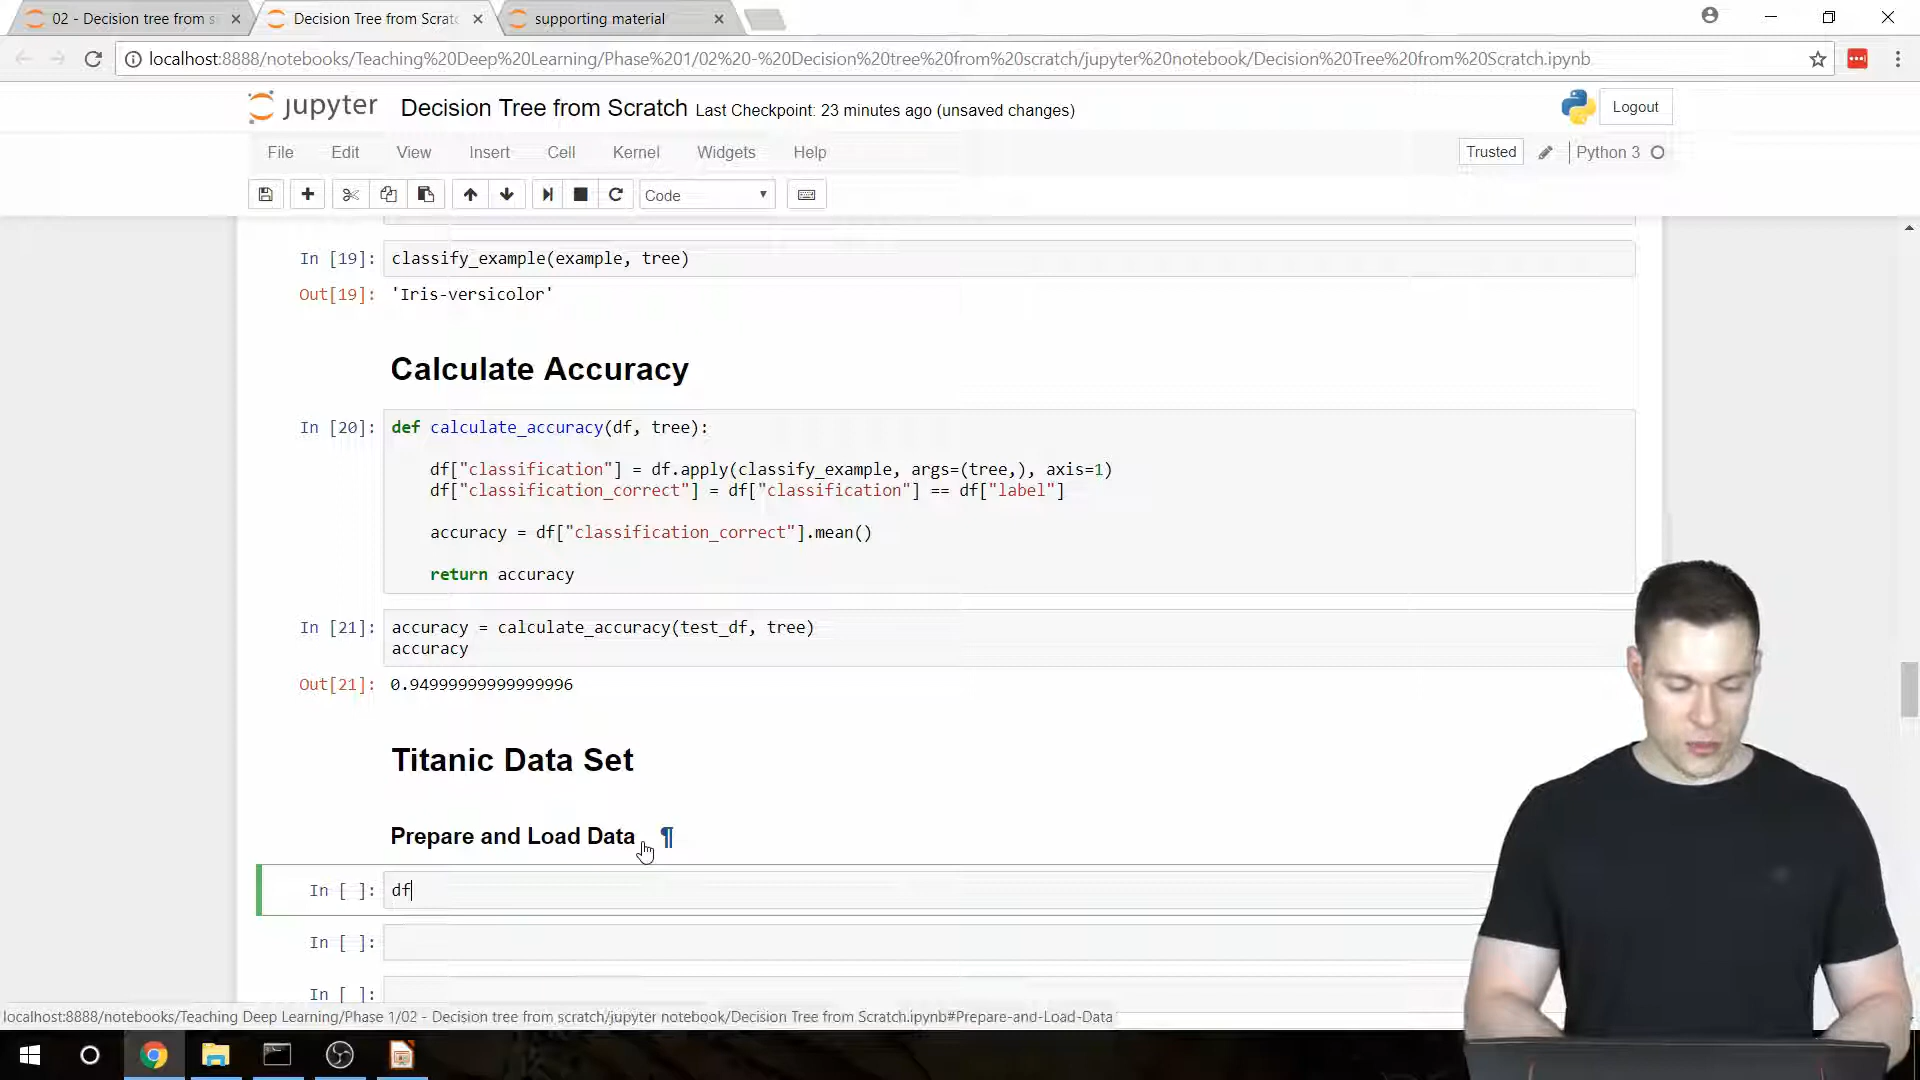 02 - Decision tree from s
Decision Tree from Scratc
supporting material
localhost:8888/notebooks/Teaching%20Deep%20Learning/Phase%201/02%20-%20Decision%20tree%20from%20scratch/jupyter%20notebook/Decision%20Tree%20from%20Scratch.ipynb
jupyter Decision Tree from Scratch Last Checkpoint: 23 minutes ago (unsaved changes)
Logout
File Edit View Insert Cell Kernel Widgets Help
Trusted Python 3
Code
In [19]: classify_example(example, tree)
Out[19]: 'Iris-versicolor'
Calculate Accuracy
In [20]: def calculate_accuracy(df, tree):
df["classification"] = df.apply(classify_example, args=(tree,), axis=1)
df["classification_correct"] = df["classification"] == df["label"]
accuracy = df["classification_correct"].mean()
return accuracy
In [21]: accuracy = calculate_accuracy(test_df, tree)
accuracy
Out[21]: 0.94999999999999996
Titanic Data Set
Prepare and Load Data ¶
In [ ]: df
In [ ]:
In [ ]:
localhost:8888/notebooks/Teaching Deep Learning/Phase 1/02 - Decision tree from scratch/jupyter notebook/Decision Tree from Scratch.ipynb#Prepare-and-Load-Data